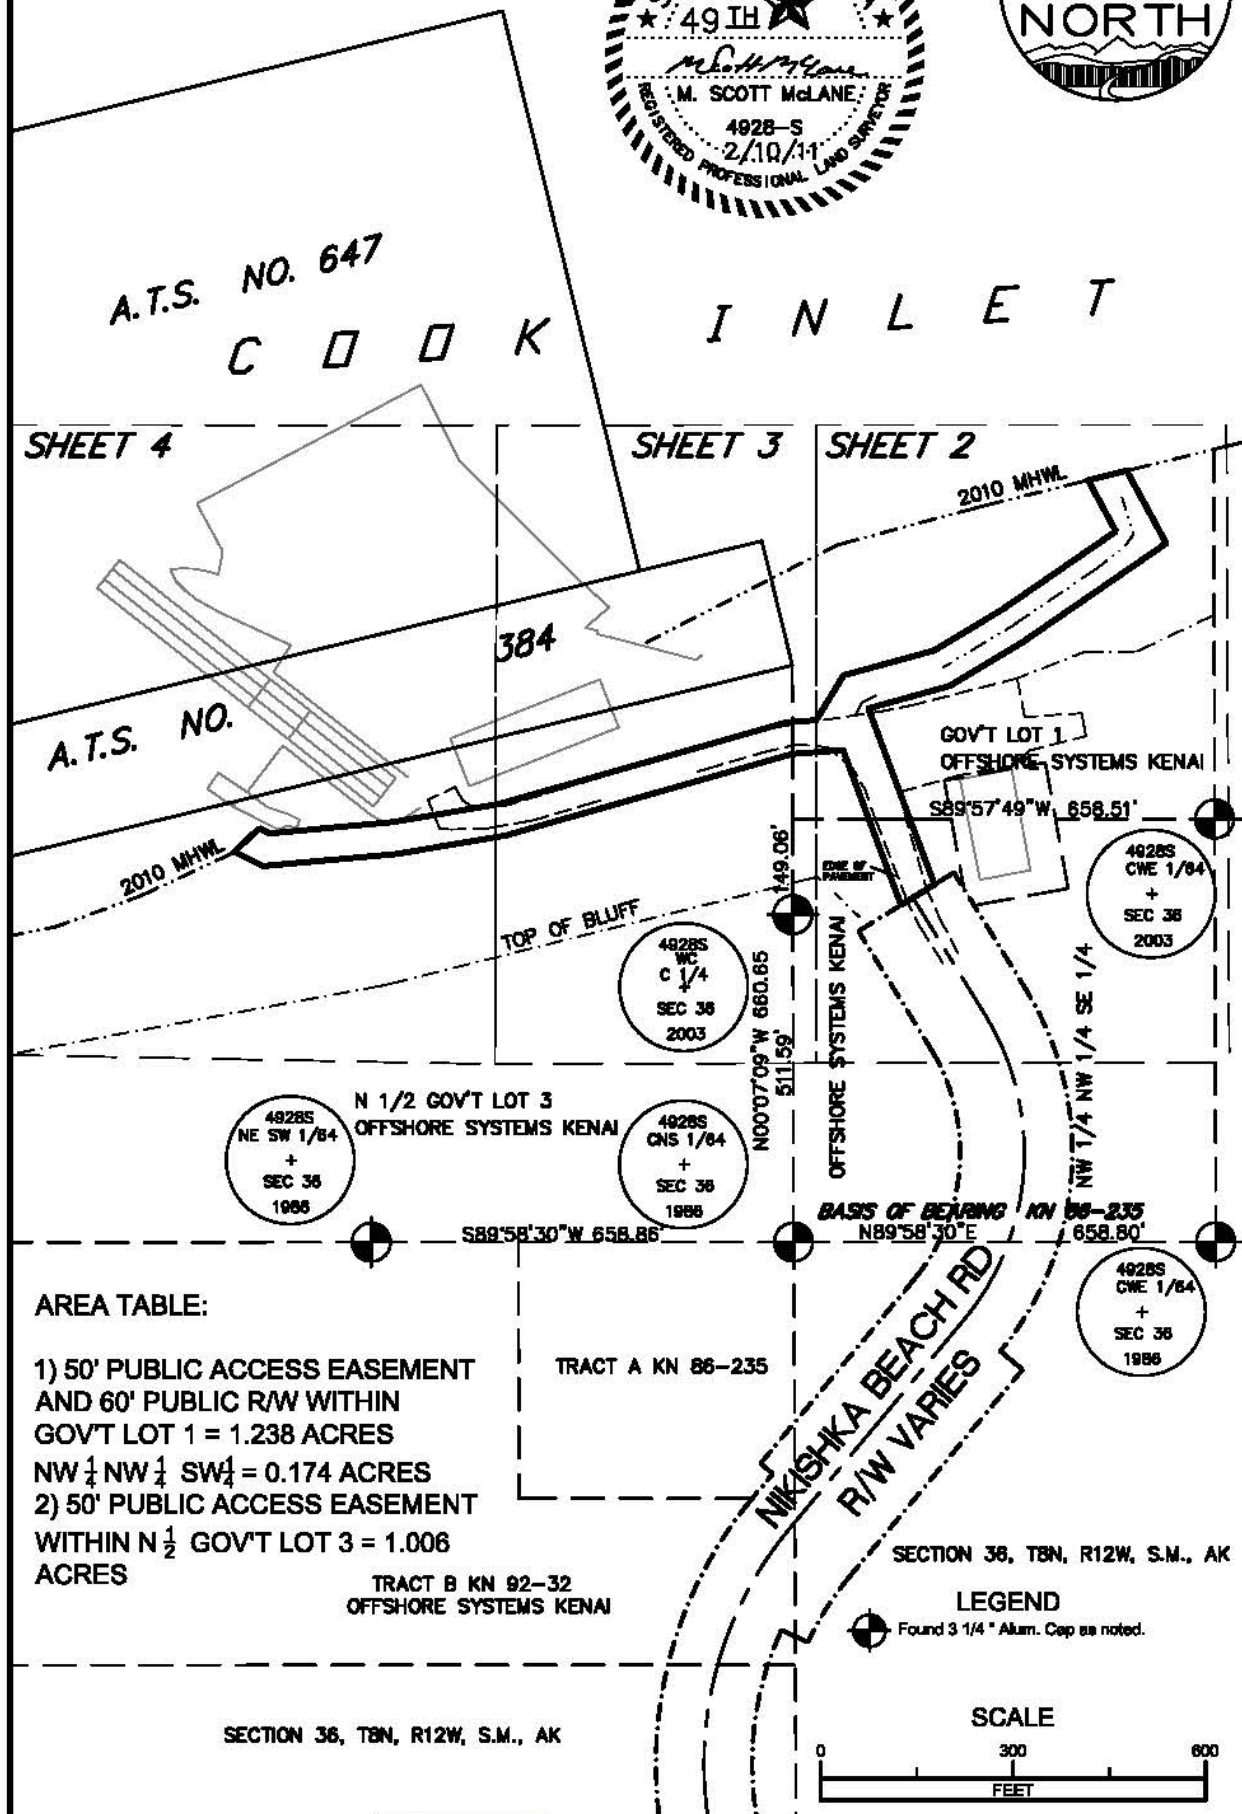 49 TH
NORTH
M. SCOTT McLANE
4928-S
2/10/11
REGISTERED PROFESSIONAL LAND SURVEYOR
A.T.S. NO. 647
COOK INLET
SHEET 4
SHEET 3
SHEET 2
2010 MHWL
384
A.T.S. NO.
GOV'T LOT 1
OFFSHORE SYSTEMS KENAI
S89°57'49"W 658.51'
2010 MHWL
149.06'
EDGE OF
PAVEMENT
4928S
CWE 1/64
+
SEC 36
2003
TOP OF BLUFF
4928S
WC
C 1/4
+
SEC 36
2003
N00°07'09"W 660.65
511.59'
OFFSHORE SYSTEMS KENAI
NW 1/4 NW 1/4 SE 1/4
N 1/2 GOV'T LOT 3
OFFSHORE SYSTEMS KENAI
4928S
NE SW 1/64
+
SEC 36
1986
4928S
CNS 1/64
+
SEC 36
1986
BASIS OF BEARING KN 86-235
S89°58'30"W 658.86'
N89°58'30"E 658.80'
4928S
CWE 1/64
+
SEC 36
1986
AREA TABLE:
1) 50' PUBLIC ACCESS EASEMENT
AND 60' PUBLIC R/W WITHIN
GOV'T LOT 1 = 1.238 ACRES
NW 1/4 NW 1/4 SW 1/4 = 0.174 ACRES
2) 50' PUBLIC ACCESS EASEMENT
WITHIN N 1/2 GOV'T LOT 3 = 1.006
ACRES
TRACT A KN 86-235
NIKISHKA BEACH RD
R/W VARIES
TRACT B KN 92-32
OFFSHORE SYSTEMS KENAI
SECTION 36, T8N, R12W, S.M., AK
LEGEND
Found 3 1/4 " Alum. Cap as noted.
SECTION 36, T8N, R12W, S.M., AK
SCALE
0 300 600
FEET